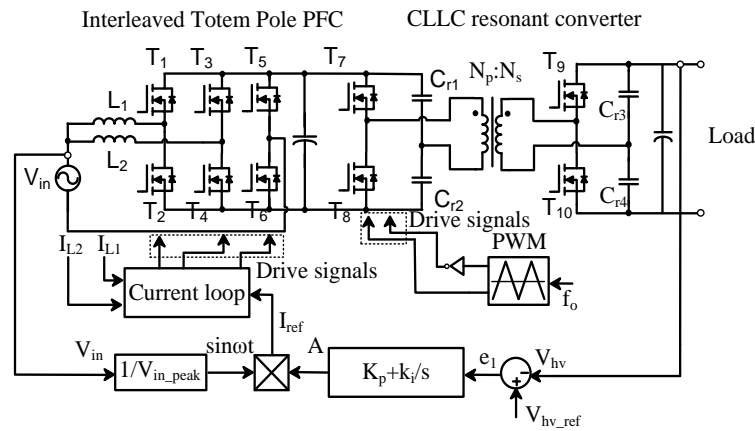 Interleaved Totem Pole PFC
CLLC resonant converter
T1
T3
T5
T7
Cr1
Np:Ns
T9
L1
L2
Cr3
Load
Vin
T2
T4
T6
T8
Cr2
T10
Cr4
IL2
IL1
Drive signals
Drive signals
PWM
Current loop
fo
Iref
Vin
sinωt
A
e1
Vhv
1/Vin_peak
Kp+ki/s
Vhv_ref